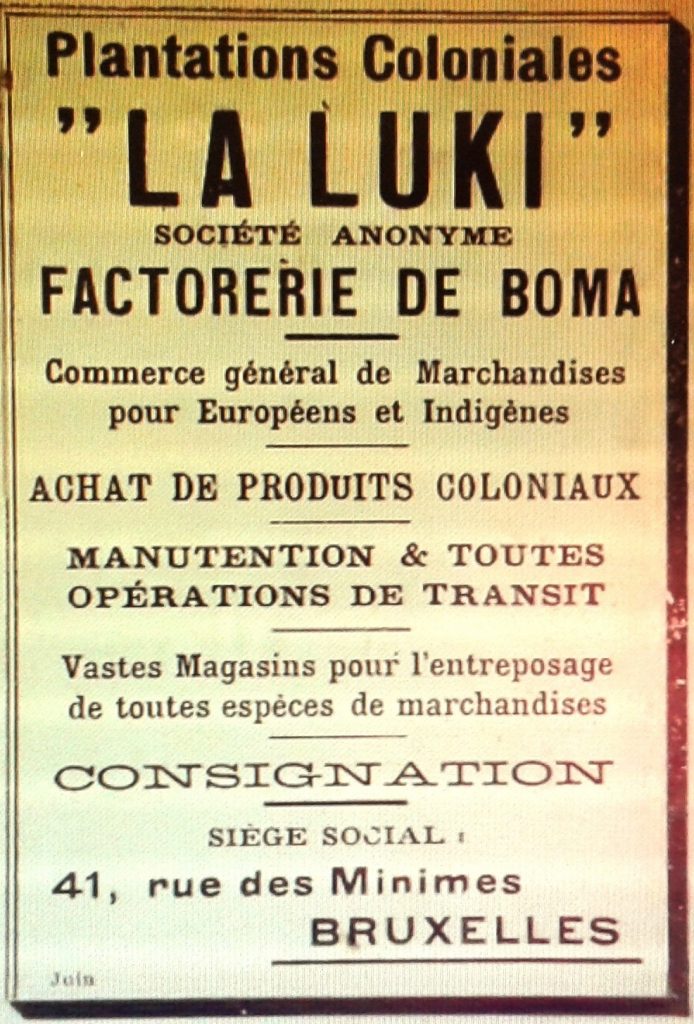 Plantations Coloniales
"LA LUKI"
SOCIÉTÉ ANONYME
FACTORERIE DE BOMA
Commerce général de Marchandises
pour Européens et Indigènes
ACHAT DE PRODUITS COLONIAUX
MANUTENTION & TOUTES
OPÉRATIONS DE TRANSIT
Vastes Magasins pour l'entreposage
de toutes espèces de marchandises
CONSIGNATION
SIÈGE SOCIAL :
41, rue des Minimes
BRUXELLES
Juin